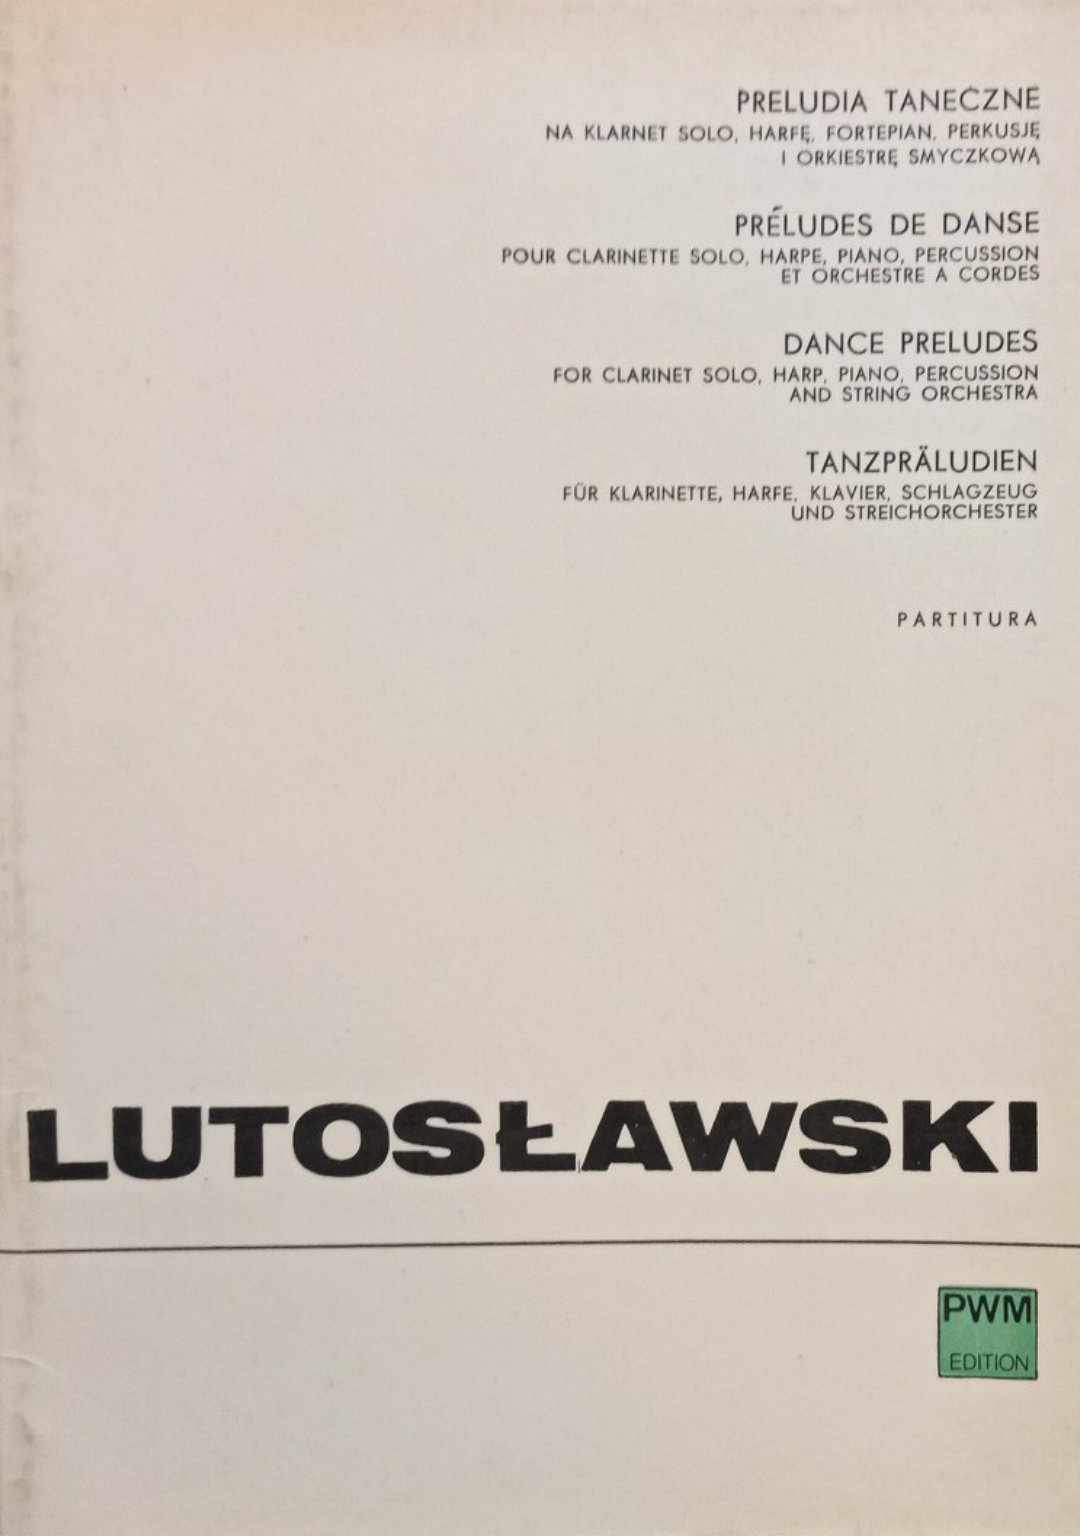 PRELUDIA TANECZNE
NA KLARNET SOLO, HARFĘ, FORTEPIAN, PERKUSJĘ
I ORKIESTRĘ SMYCZKOWĄ
PRÉLUDES DE DANSE
POUR CLARINETTE SOLO, HARPE, PIANO, PERCUSSION
ET ORCHESTRE A CORDES
DANCE PRELUDES
FOR CLARINET SOLO, HARP, PIANO, PERCUSSION
AND STRING ORCHESTRA
TANZPRÄLUDIEN
FÜR KLARINETTE, HARFE, KLAVIER, SCHLAGZEUG
UND STREICHORCHESTER
PARTITURA
LUTOSŁAWSKI
PWM
EDITION